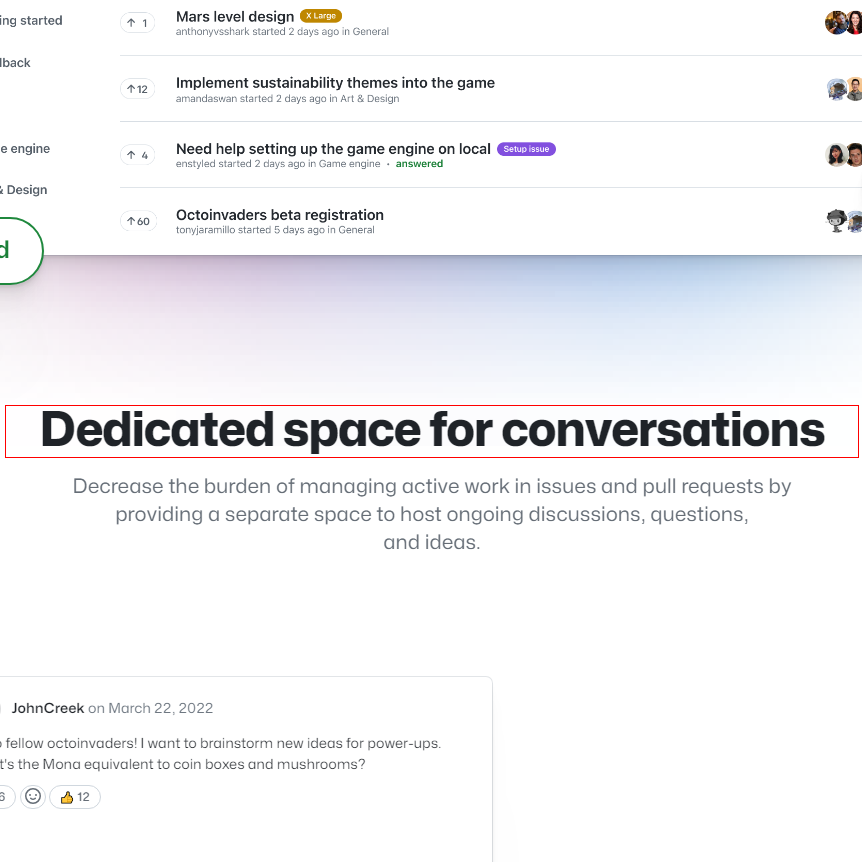 ing started
Mars level design X Large
↑ 1
anthonyvsshark started 2 days ago in General
back
Implement sustainability themes into the game
↑ 12
amandaswan started 2 days ago in Art & Design
e engine
Need help setting up the game engine on local Setup issue
↑ 4
enstyled started 2 days ago in Game engine • answered
& Design
Octoinvaders beta registration
↑ 60
tonyjaramillo started 5 days ago in General
d
Dedicated space for conversations
Decrease the burden of managing active work in issues and pull requests by
providing a separate space to host ongoing discussions, questions,
and ideas.
JohnCreek on March 22, 2022
o fellow octoinvaders! I want to brainstorm new ideas for power-ups.
t's the Mona equivalent to coin boxes and mushrooms?
6 👍 12